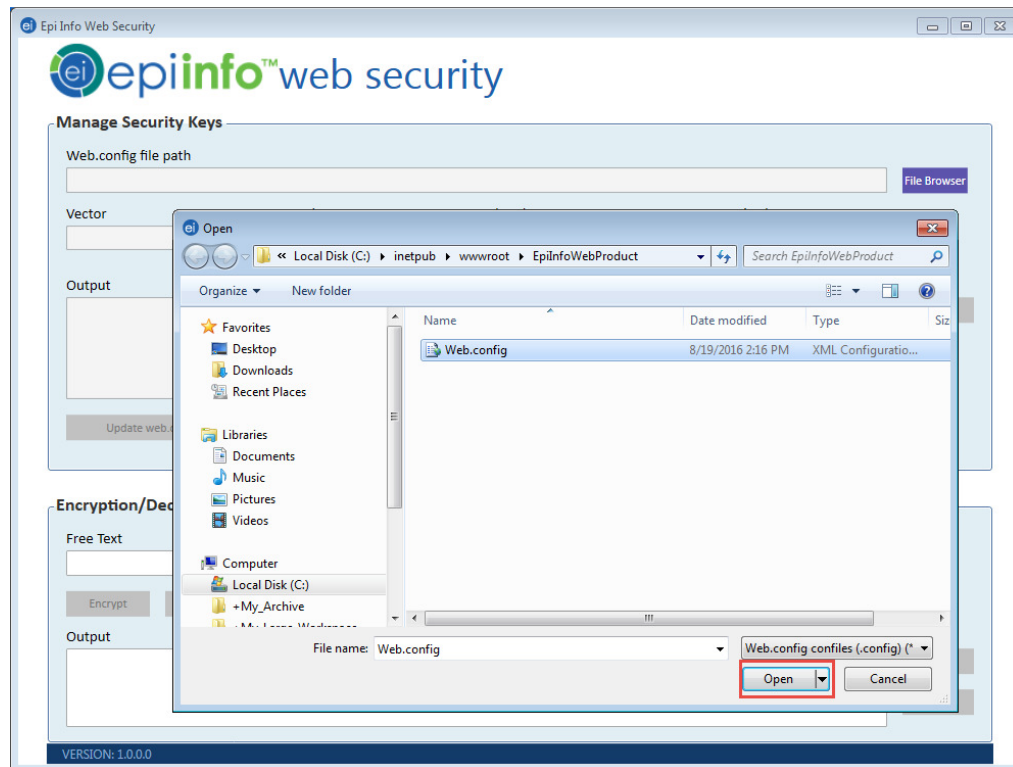 Epi Info Web Security
ei epi info™ web security
Manage Security Keys
Web.config file path
File Browser
Vector
Open
« Local Disk (C:) ▸ inetpub ▸ wwwroot ▸ EpiInfoWebProduct
Search EpiInfoWebProduct
Output
Organize New folder
Name Date modified Type Siz
Favorites
Web.config 8/19/2016 2:16 PM XML Configuratio...
Desktop
Downloads
Recent Places
Update web.
Libraries
Documents
Music
Pictures
Videos
Encryption/Dec
Free Text
Computer
Local Disk (C:)
Encrypt
+My_Archive
Output
File name: Web.config Web.config confiles (.config) (*
Open Cancel
VERSION: 1.0.0.0